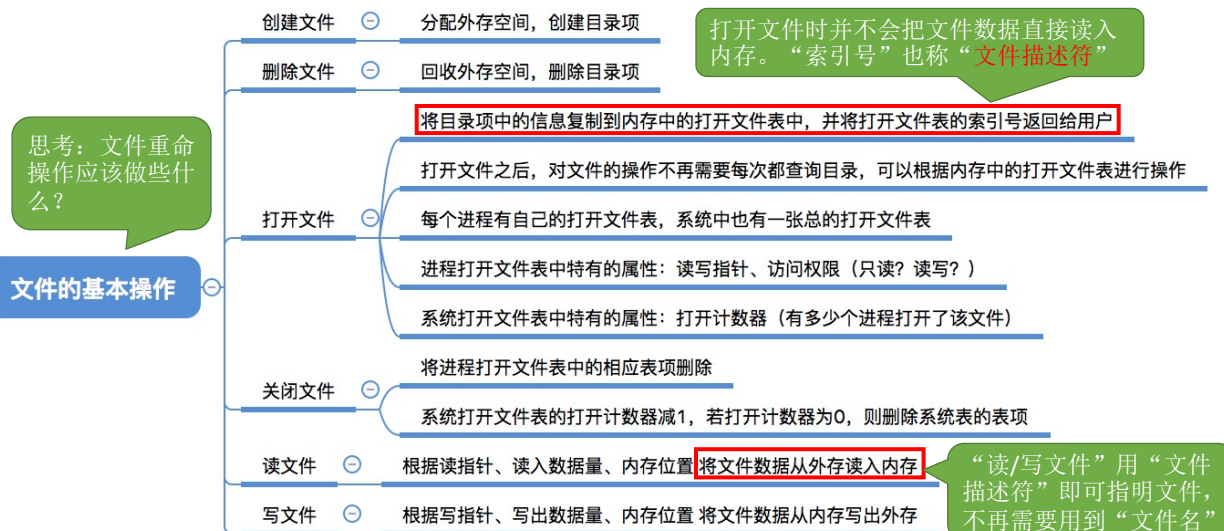 创建文件
分配外存空间，创建目录项
打开文件时并不会把文件数据直接读入
内存。“索引号”也称“文件描述符”
删除文件
回收外存空间，删除目录项
思考：文件重命
操作应该做些什
么？
将目录项中的信息复制到内存中的打开文件表中，并将打开文件表的索引号返回给用户
打开文件之后，对文件的操作不再需要每次都查询目录，可以根据内存中的打开文件表进行操作
打开文件
每个进程有自己的打开文件表，系统中也有一张总的打开文件表
进程打开文件表中特有的属性：读写指针、访问权限（只读？读写？）
文件的基本操作
系统打开文件表中特有的属性：打开计数器（有多少个进程打开了该文件）
将进程打开文件表中的相应表项删除
关闭文件
系统打开文件表的打开计数器减1，若打开计数器为0，则删除系统表的表项
读文件
根据读指针、读入数据量、内存位置 将文件数据从外存读入内存
“读/写文件”用“文件
描述符”即可指明文件，
不再需要用到“文件名”
写文件
根据写指针、写出数据量、内存位置 将文件数据从内存写出外存